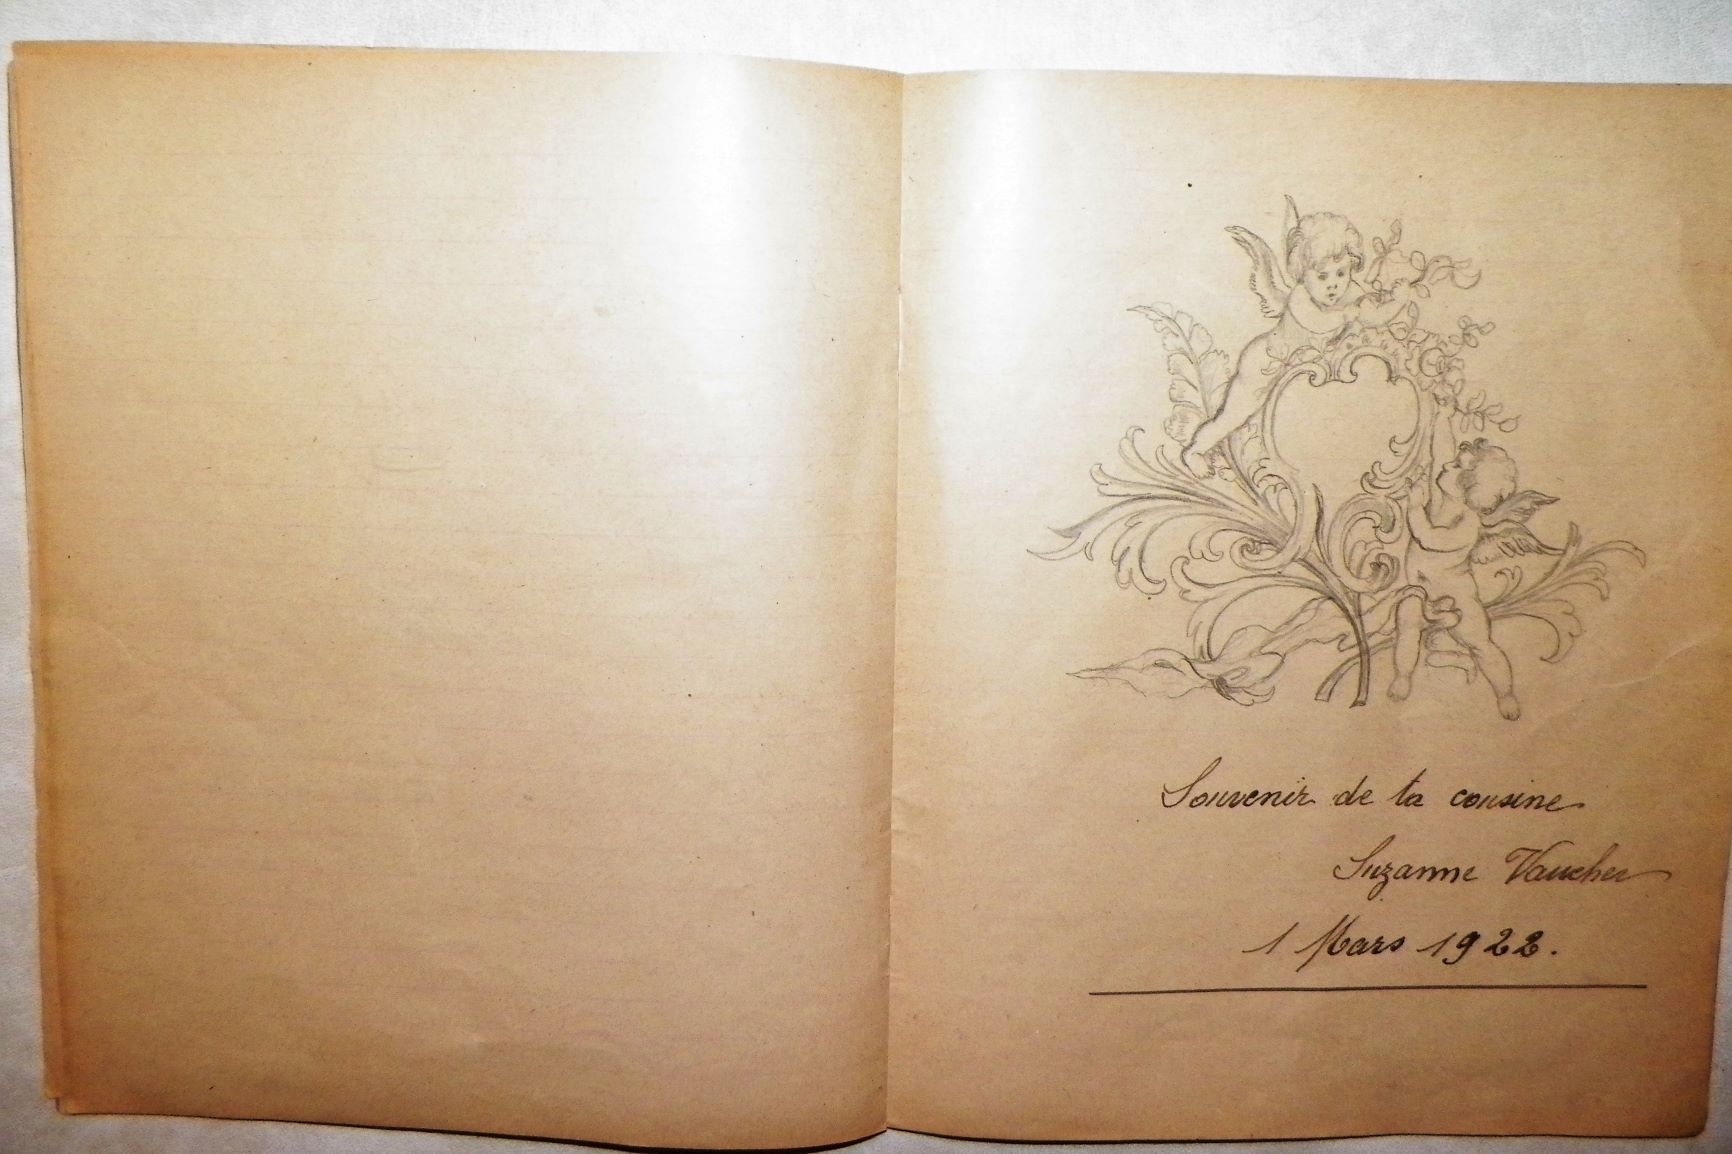 Souvenir de ta cousine
Suzanne Vaucher
1 Mars 1922.